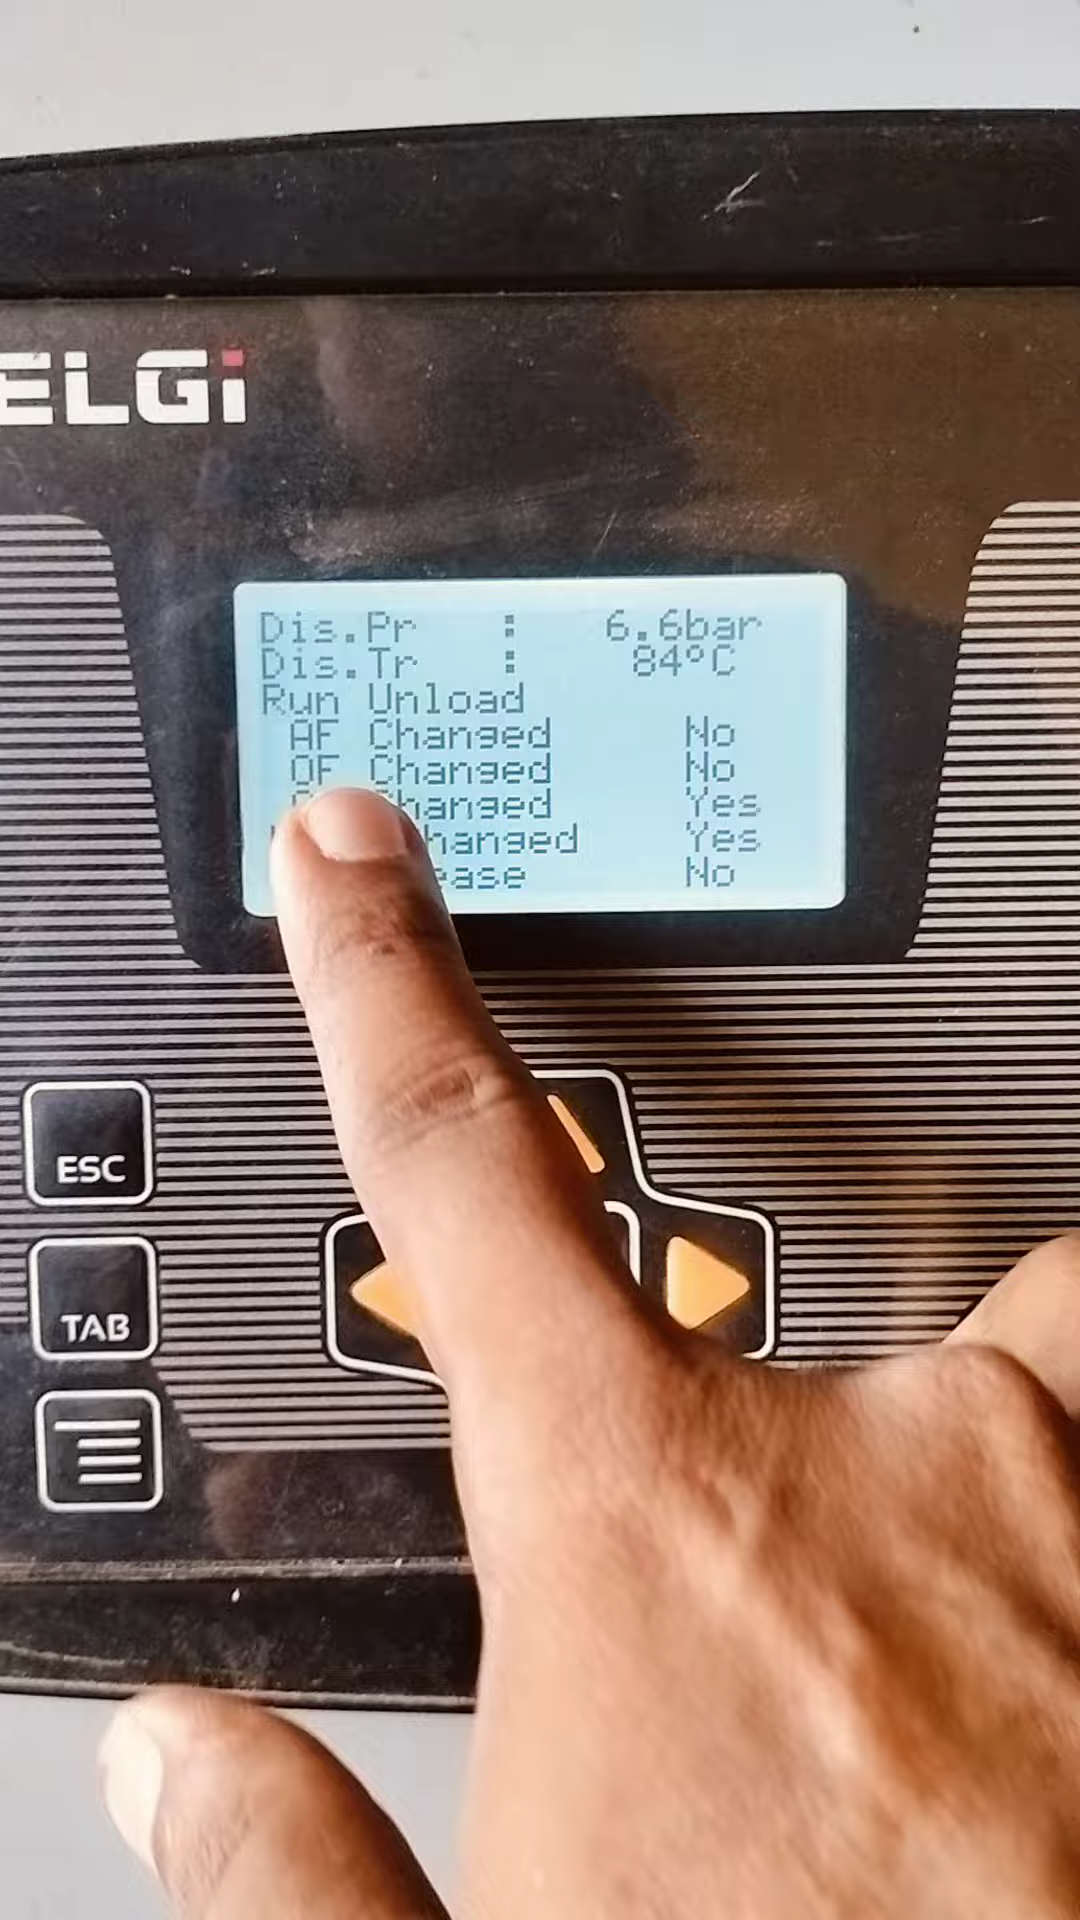 ELGi
Dis.Pr : 6.6bar
Dis.Tr : 84°C
Run Unload
AF Changed No
OF Changed No
Changed Yes
Changed Yes
No
ESC
TAB